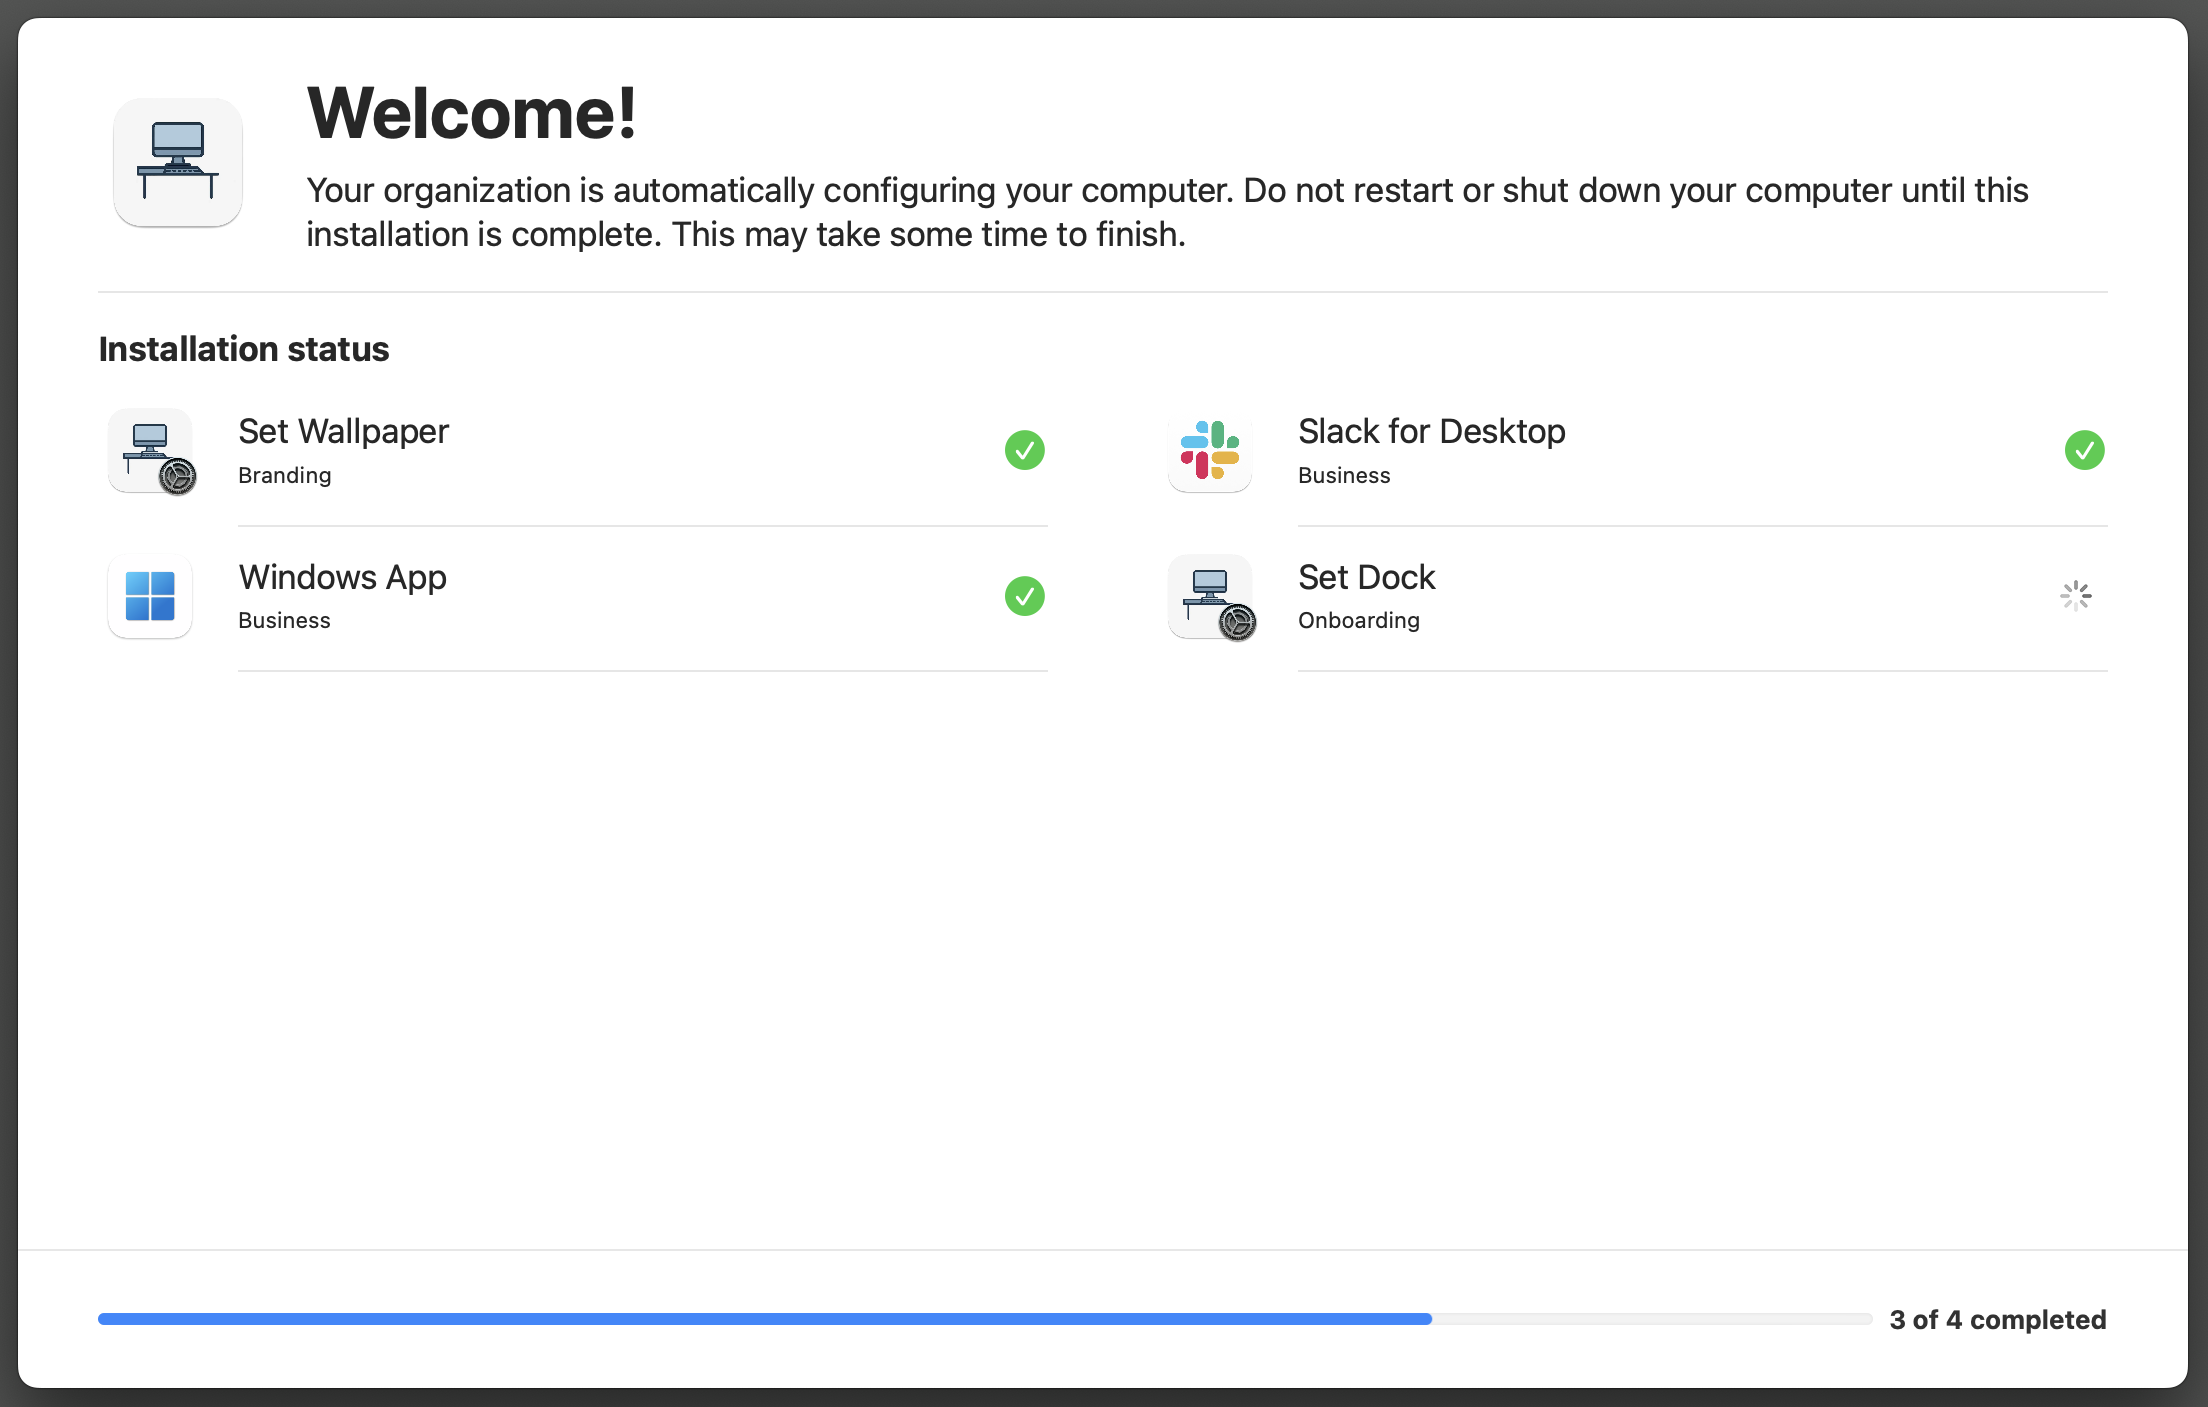 Welcome!
Your organization is automatically configuring your computer. Do not restart or shut down your computer until this
installation is complete. This may take some time to finish.
Installation status
Set Wallpaper
Branding
Slack for Desktop
Business
Windows App
Business
Set Dock
Onboarding
3 of 4 completed